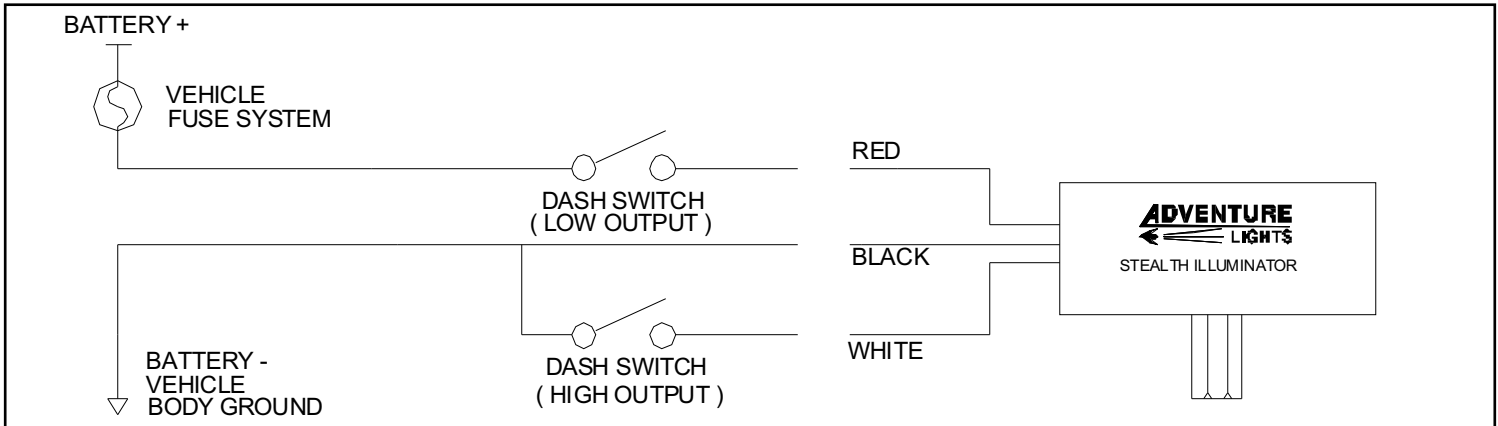 BATTERY +
VEHICLE
FUSE SYSTEM
RED
DASH SWITCH
( LOW OUTPUT )
ADVENTURE
LIGHTS
STEALTH ILLUMINATOR
BLACK
WHITE
DASH SWITCH
( HIGH OUTPUT )
BATTERY -
VEHICLE
BODY GROUND